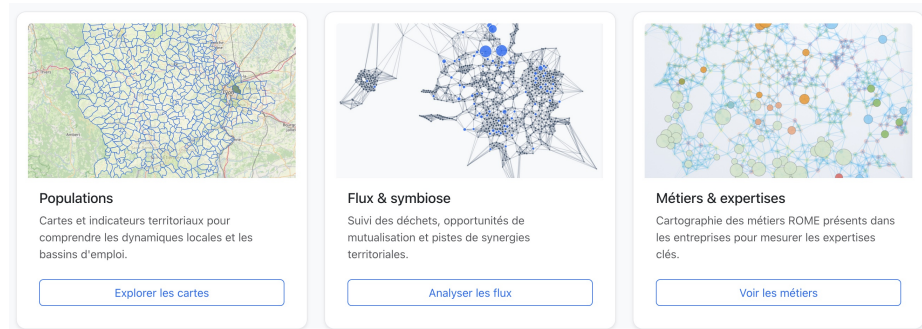 Ambert
Populations
Cartes et indicateurs territoriaux pour
comprendre les dynamiques locales et les
bassins d'emploi.
Explorer les cartes
Flux & symbiose
Suivi des déchets, opportunités de
mutualisation et pistes de synergies
territoriales.
Analyser les flux
Métiers & expertises
Cartographie des métiers ROME présents dans
les entreprises pour mesurer les expertises
clés.
Voir les métiers